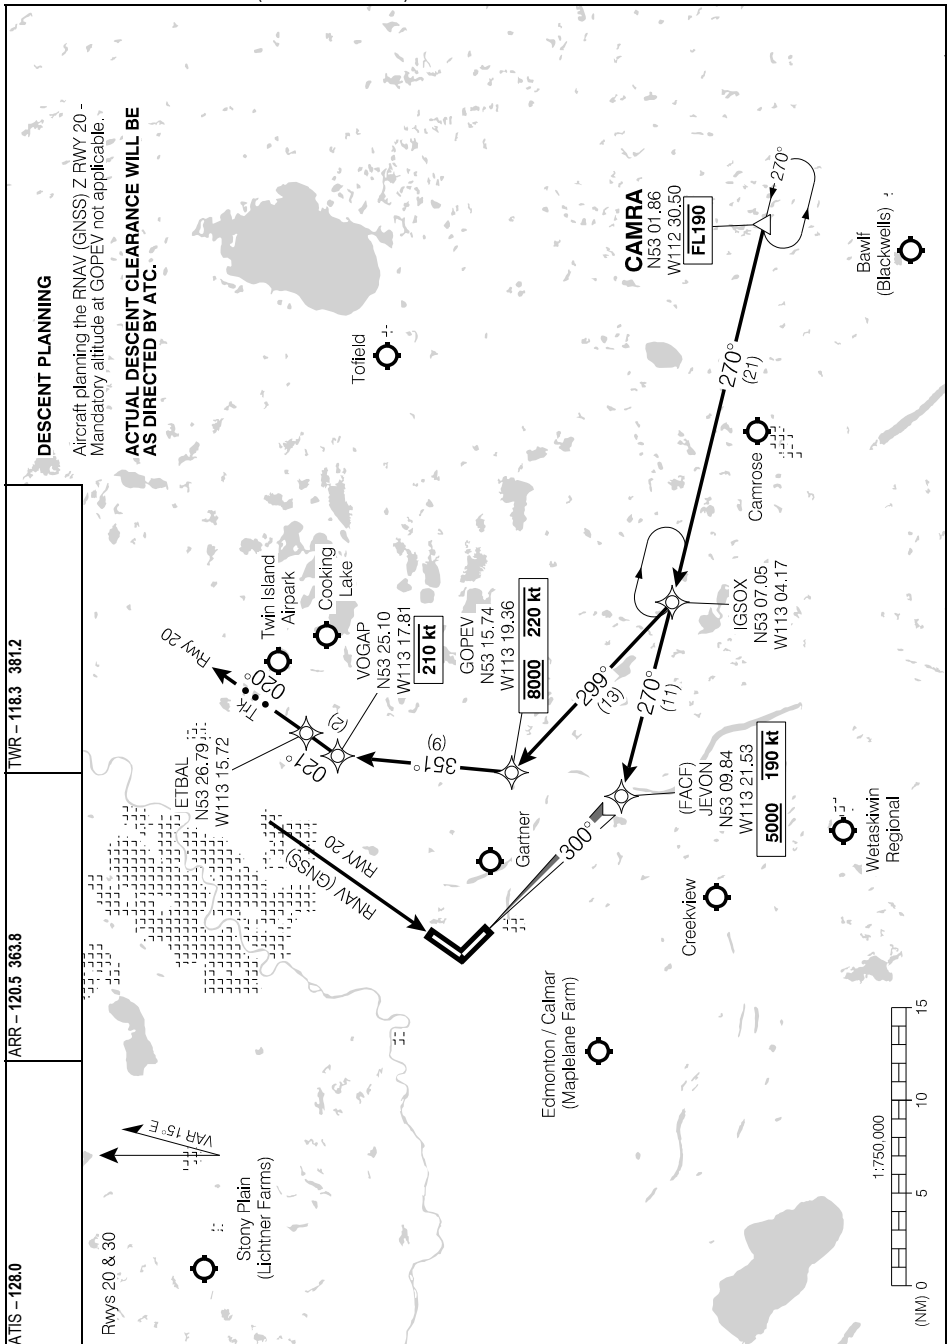 ATIS – 128.0
ARR – 120.5 363.8
TWR – 118.3 381.2
DESCENT PLANNING
Aircraft planning the RNAV (GNSS) Z RWY 20 -
Mandatory altitude at GOPEV not applicable.
ACTUAL DESCENT CLEARANCE WILL BE
AS DIRECTED BY ATC.
Rwys 20 & 30
VAR 15° E
Stony Plain
(Lichtner Farms)
ETBAL
N53 26.79
W113 15.72
Rwy 20
Trk
020°
Twin Island
Airpark
Cooking
Lake
021°
(2)
VOGAP
N53 25.10
W113 17.81
210 kt
351°
(9)
GOPEV
N53 15.74
W113 19.36
8000 220 kt
RNAV (GNSS)
RWY 20
Gartner
Tofield
CAMRA
N53 01.86
W112 30.50
FL190
270°
270°
(21)
299°
(13)
270°
(11)
300°
IGSOX
N53 07.05
W113 04.17
(FACF)
JEVON
N53 09.84
W113 21.53
5000 190 kt
Camrose
Bawlf
(Blackwells)
Edmonton / Calmar
(Maplelane Farm)
Creekview
Wetaskiwin
Regional
1:750,000
(NM) 0 5 10 15